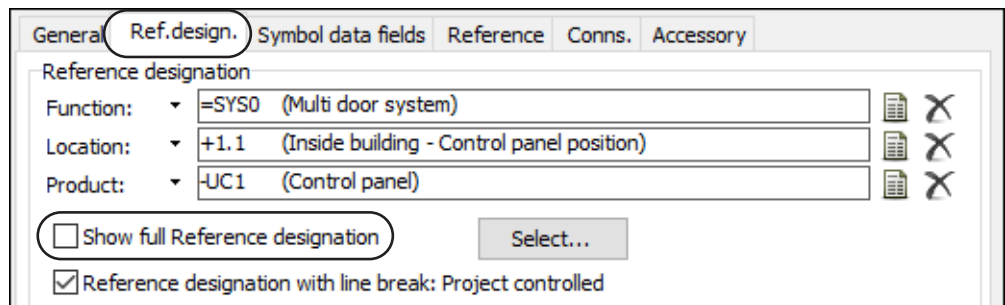 General Ref.design. Symbol data fields Reference Conns. Accessory
Reference designation
Function: =SYS0 (Multi door system)
Location: +1.1 (Inside building - Control panel position)
Product: -UC1 (Control panel)
Show full Reference designation Select...
Reference designation with line break: Project controlled